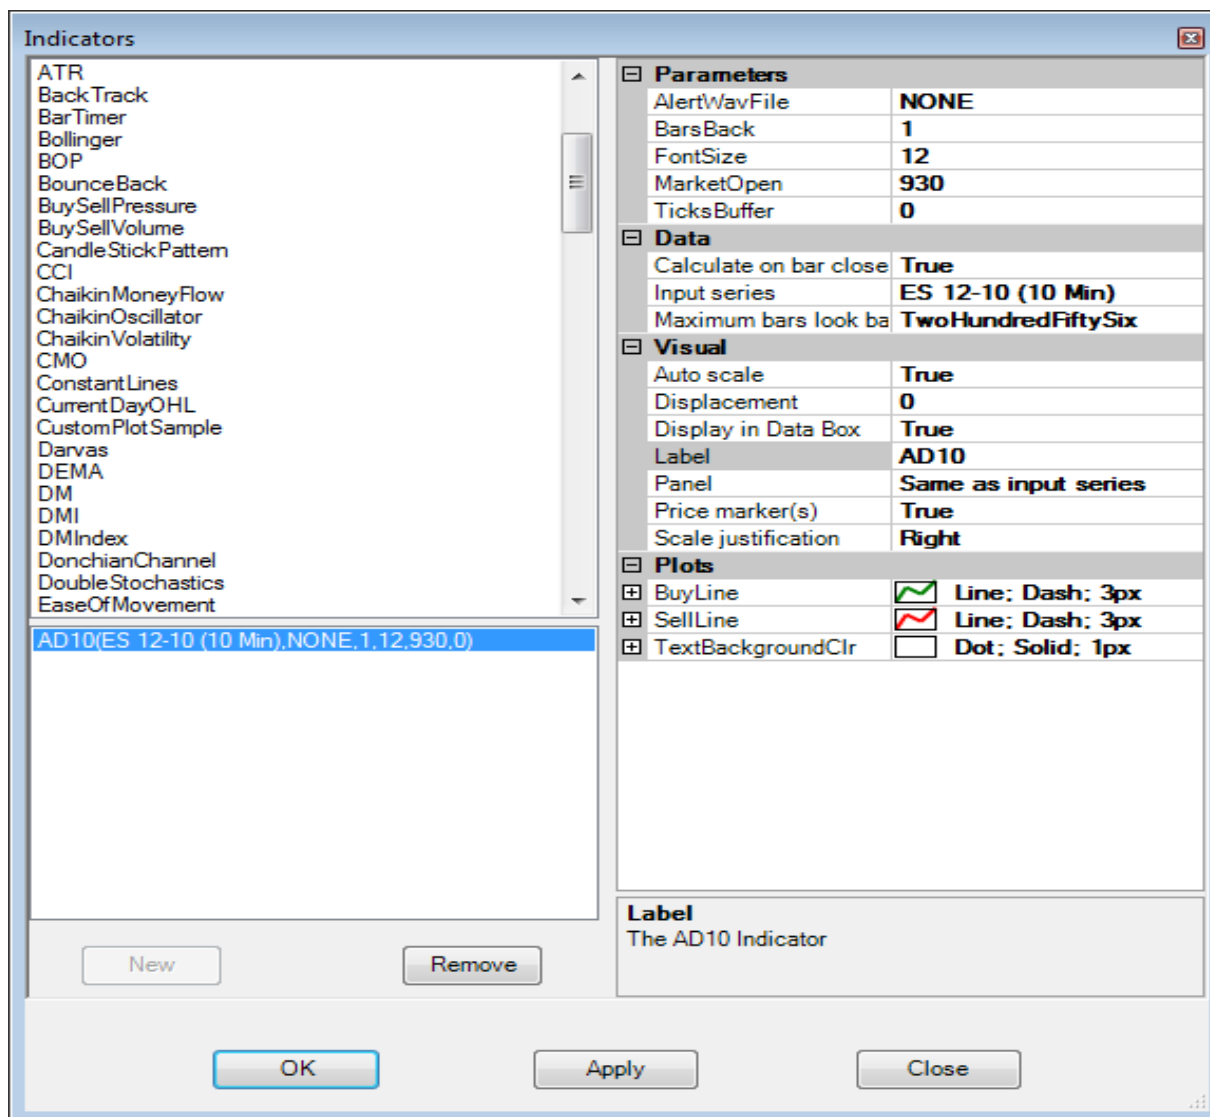 Indicators
ATR
BackTrack
BarTimer
Bollinger
BOP
BounceBack
BuySellPressure
BuySellVolume
CandleStickPattern
CCI
ChaikinMoneyFlow
ChaikinOscillator
ChaikinVolatility
CMO
ConstantLines
CurrentDayOHL
CustomPlotSample
Darvas
DEMA
DM
DMI
DMIndex
DonchianChannel
DoubleStochastics
EaseOfMovement
AD10(ES 12-10 (10 Min),NONE,1,12,930,0)
New Remove
Parameters
AlertWavFile NONE
BarsBack 1
FontSize 12
MarketOpen 930
TicksBuffer 0
Data
Calculate on bar close True
Input series ES 12-10 (10 Min)
Maximum bars look ba TwoHundredFiftySix
Visual
Auto scale True
Displacement 0
Display in Data Box True
Label AD10
Panel Same as input series
Price marker(s) True
Scale justification Right
Plots
BuyLine Line; Dash; 3px
SellLine Line; Dash; 3px
TextBackgroundClr Dot; Solid; 1px
Label
The AD10 Indicator
OK Apply Close